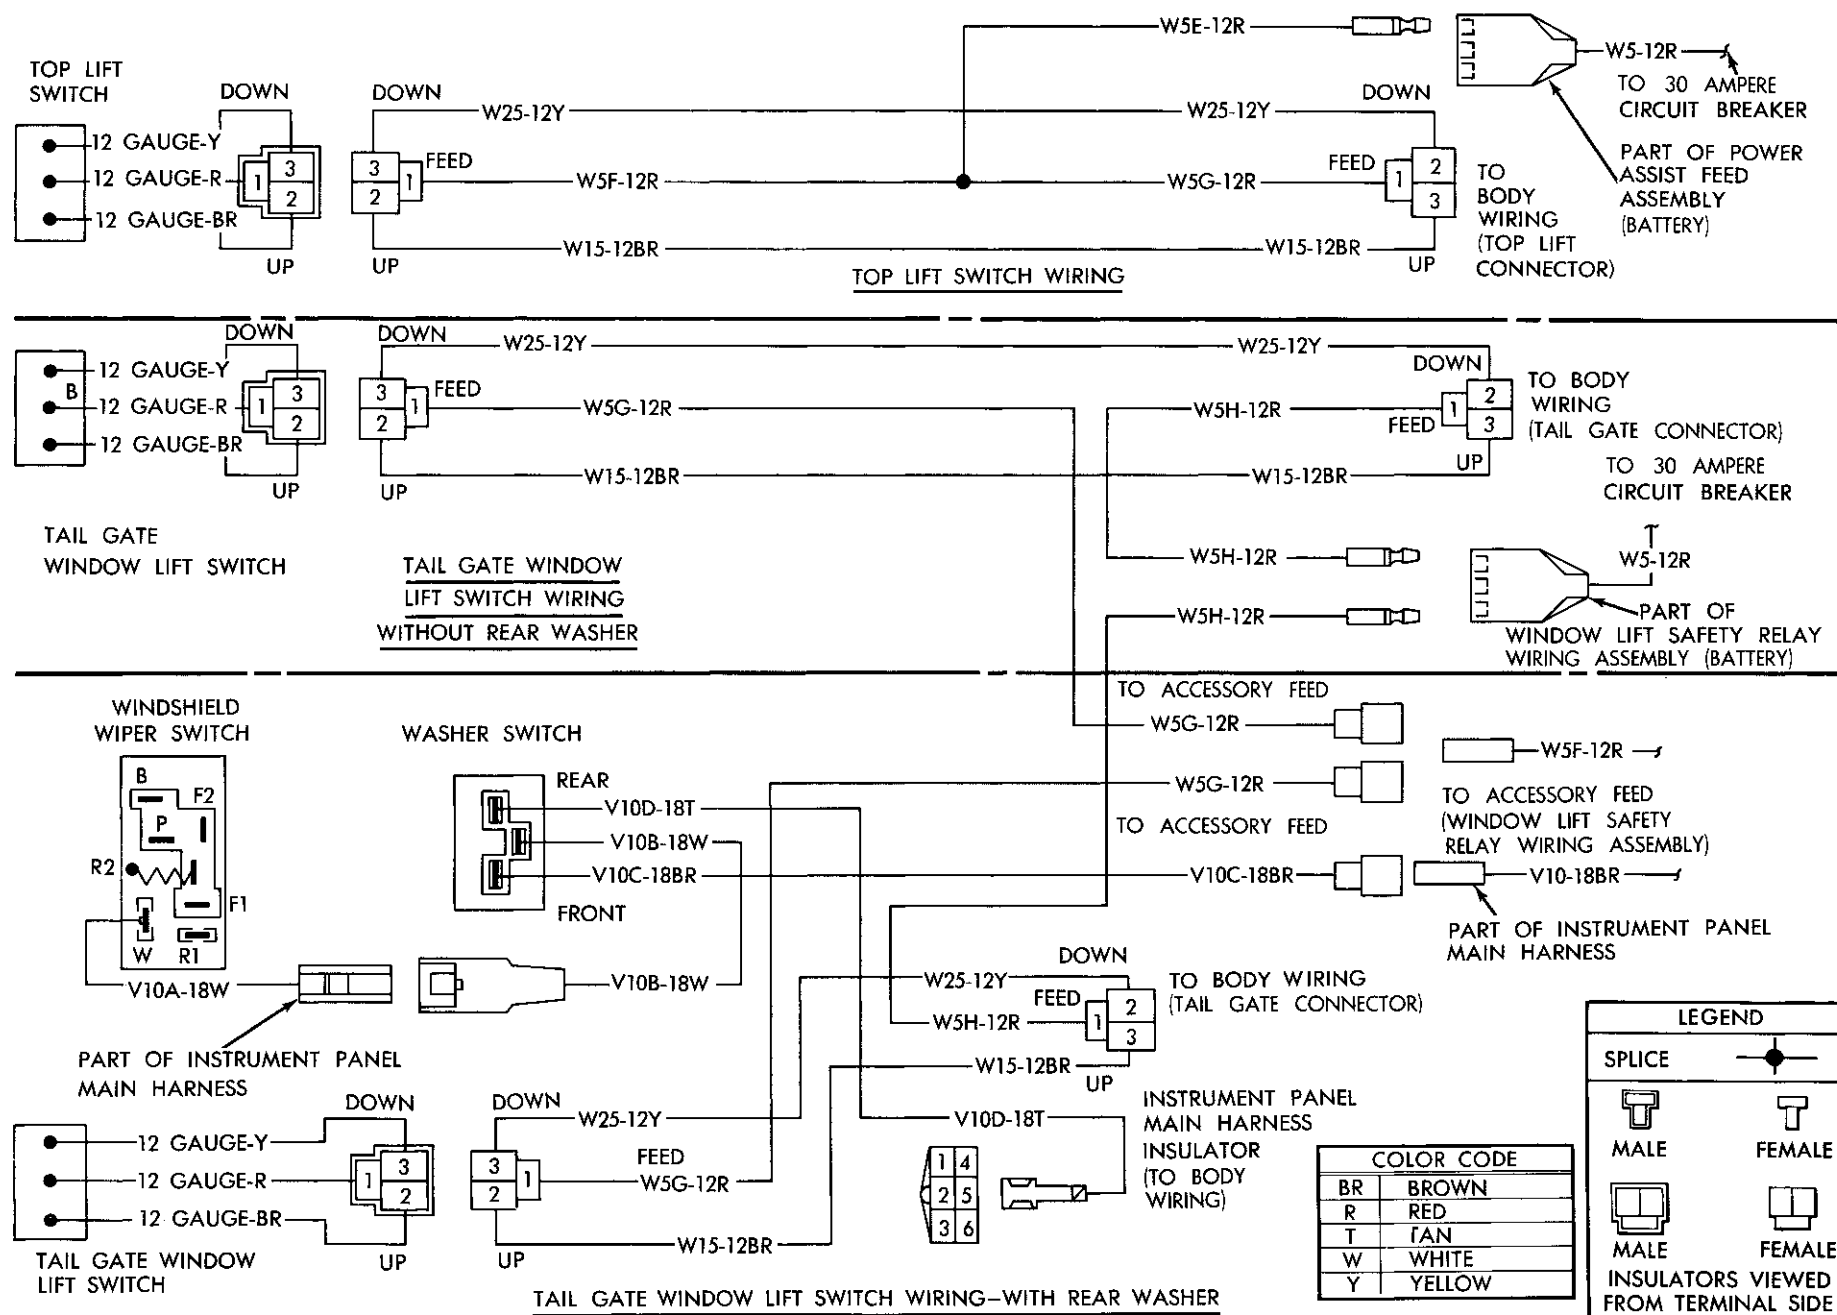 W5E-12R
W5-12R
TO 30 AMPERE
CIRCUIT BREAKER
PART OF POWER
ASSIST FEED
ASSEMBLY
(BATTERY)
TOP LIFT
SWITCH
DOWN
12 GAUGE-Y
12 GAUGE-R
12 GAUGE-BR
1
3
2
UP
DOWN
3
2
1
FEED
UP
W25-12Y
W25-12Y
W5F-12R
W5G-12R
W15-12BR
W15-12BR
DOWN
FEED
1
2
3
UP
TO
BODY
WIRING
(TOP LIFT
CONNECTOR)
TOP LIFT SWITCH WIRING
DOWN
12 GAUGE-Y
B
12 GAUGE-R
12 GAUGE-BR
1
3
2
UP
TAIL GATE
WINDOW LIFT SWITCH
DOWN
3
2
1
FEED
UP
W25-12Y
W25-12Y
W5G-12R
W5H-12R
W15-12BR
W15-12BR
DOWN
1
2
3
FEED
UP
TO BODY
WIRING
(TAIL GATE CONNECTOR)
TO 30 AMPERE
CIRCUIT BREAKER
W5-12R
W5H-12R
W5H-12R
PART OF
WINDOW LIFT SAFETY RELAY
WIRING ASSEMBLY (BATTERY)
TAIL GATE WINDOW
LIFT SWITCH WIRING
WITHOUT REAR WASHER
WINDSHIELD
WIPER SWITCH
B
F2
P
R2
F1
W
R1
V10A-18W
PART OF INSTRUMENT PANEL
MAIN HARNESS
WASHER SWITCH
REAR
V10D-18T
V10B-18W
V10C-18BR
FRONT
V10B-18W
TO ACCESSORY FEED
W5G-12R
W5F-12R
W5G-12R
TO ACCESSORY FEED
TO ACCESSORY FEED
(WINDOW LIFT SAFETY
RELAY WIRING ASSEMBLY)
V10C-18BR
V10-18BR
PART OF INSTRUMENT PANEL
MAIN HARNESS
DOWN
W25-12Y
FEED
W5H-12R
1
2
3
W15-12BR
UP
TO BODY WIRING
(TAIL GATE CONNECTOR)
DOWN
12 GAUGE-Y
12 GAUGE-R
12 GAUGE-BR
1
3
2
UP
TAIL GATE WINDOW
LIFT SWITCH
DOWN
3
2
1
UP
W25-12Y
FEED
W5G-12R
W15-12BR
V10D-18T
INSTRUMENT PANEL
MAIN HARNESS
INSULATOR
(TO BODY
WIRING)
1 4
2 5
3 6
COLOR CODE
BR BROWN
R RED
T TAN
W WHITE
Y YELLOW
LEGEND
SPLICE
MALE FEMALE
MALE FEMALE
INSULATORS VIEWED
FROM TERMINAL SIDE
TAIL GATE WINDOW LIFT SWITCH WIRING-WITH REAR WASHER